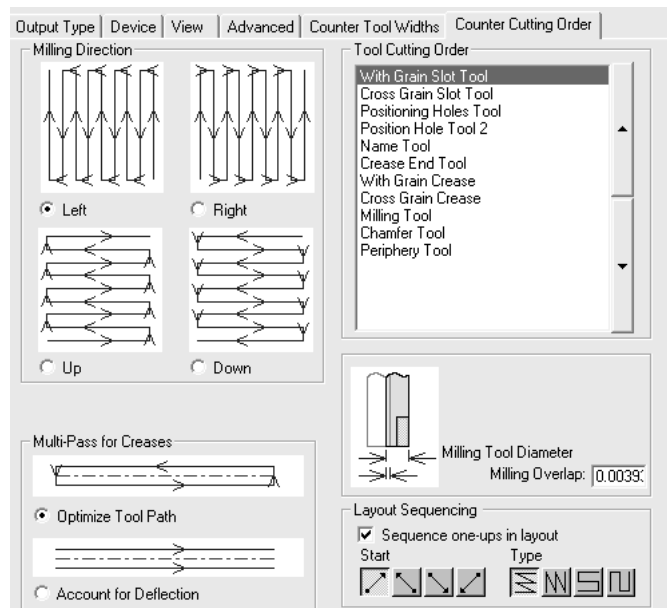 Output Type Device View Advanced Counter Tool Widths Counter Cutting Order
Milling Direction
Left
Right
Up
Down
Multi-Pass for Creases
Optimize Tool Path
Account for Deflection
Tool Cutting Order
With Grain Slot Tool
Cross Grain Slot Tool
Positioning Holes Tool
Position Hole Tool 2
Name Tool
Crease End Tool
With Grain Crease
Cross Grain Crease
Milling Tool
Chamfer Tool
Periphery Tool
Milling Tool Diameter
Milling Overlap:
Layout Sequencing
Sequence one-ups in layout
Start
Type